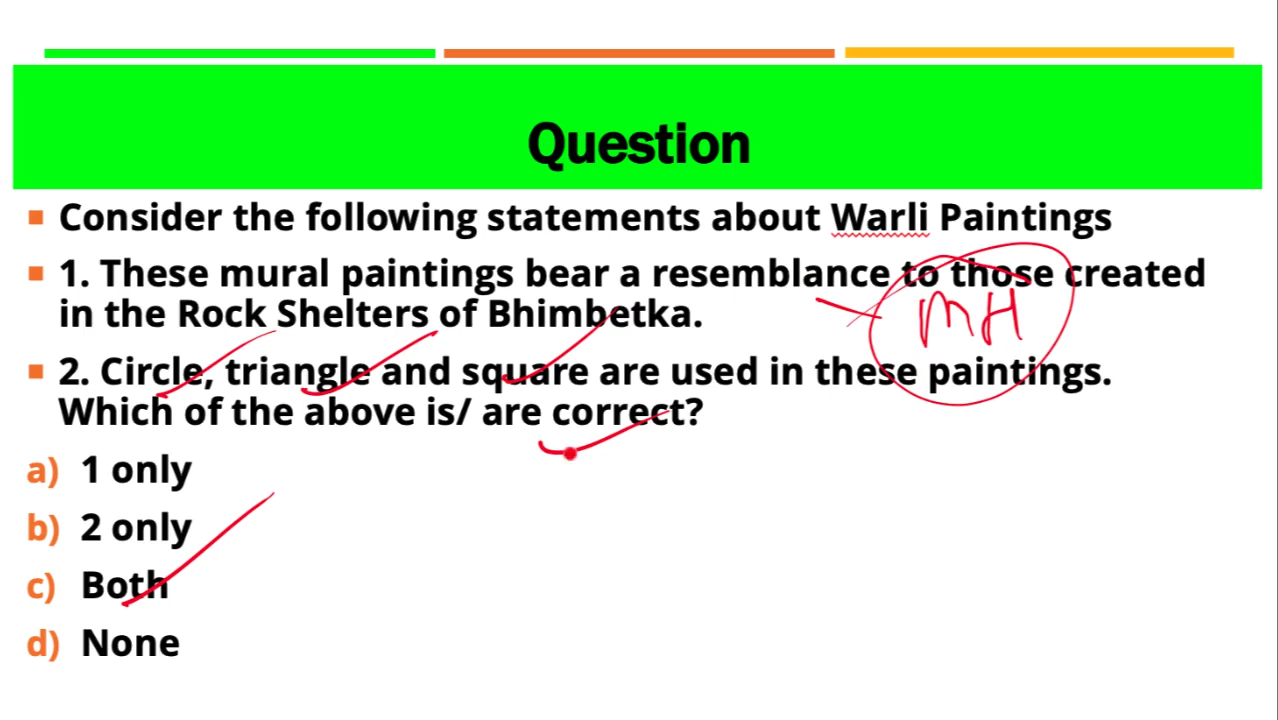 Question
Consider the following statements about Warli Paintings
1. These mural paintings bear a resemblance to those created
in the Rock Shelters of Bhimbetka.
MH
2. Circle, triangle and square are used in these paintings.
Which of the above is/ are correct?
a) 1 only
b) 2 only
c) Both
d) None